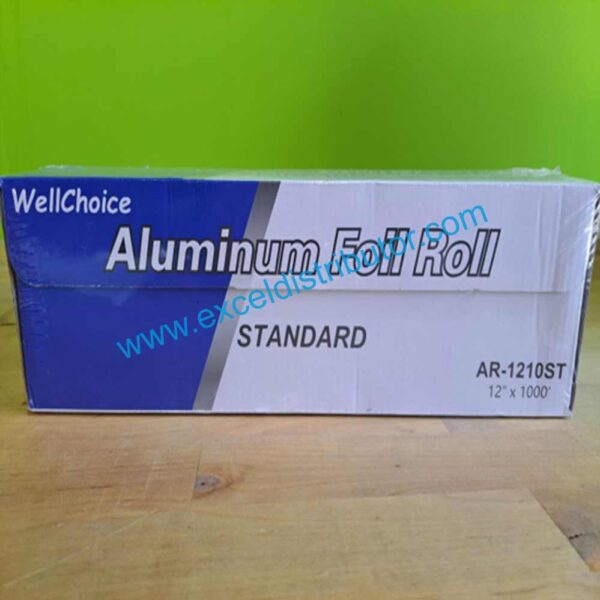 WellChoice
Aluminum Foil Roll
www.exceldistributor.com
STANDARD
AR-1210ST
12" x 1000'